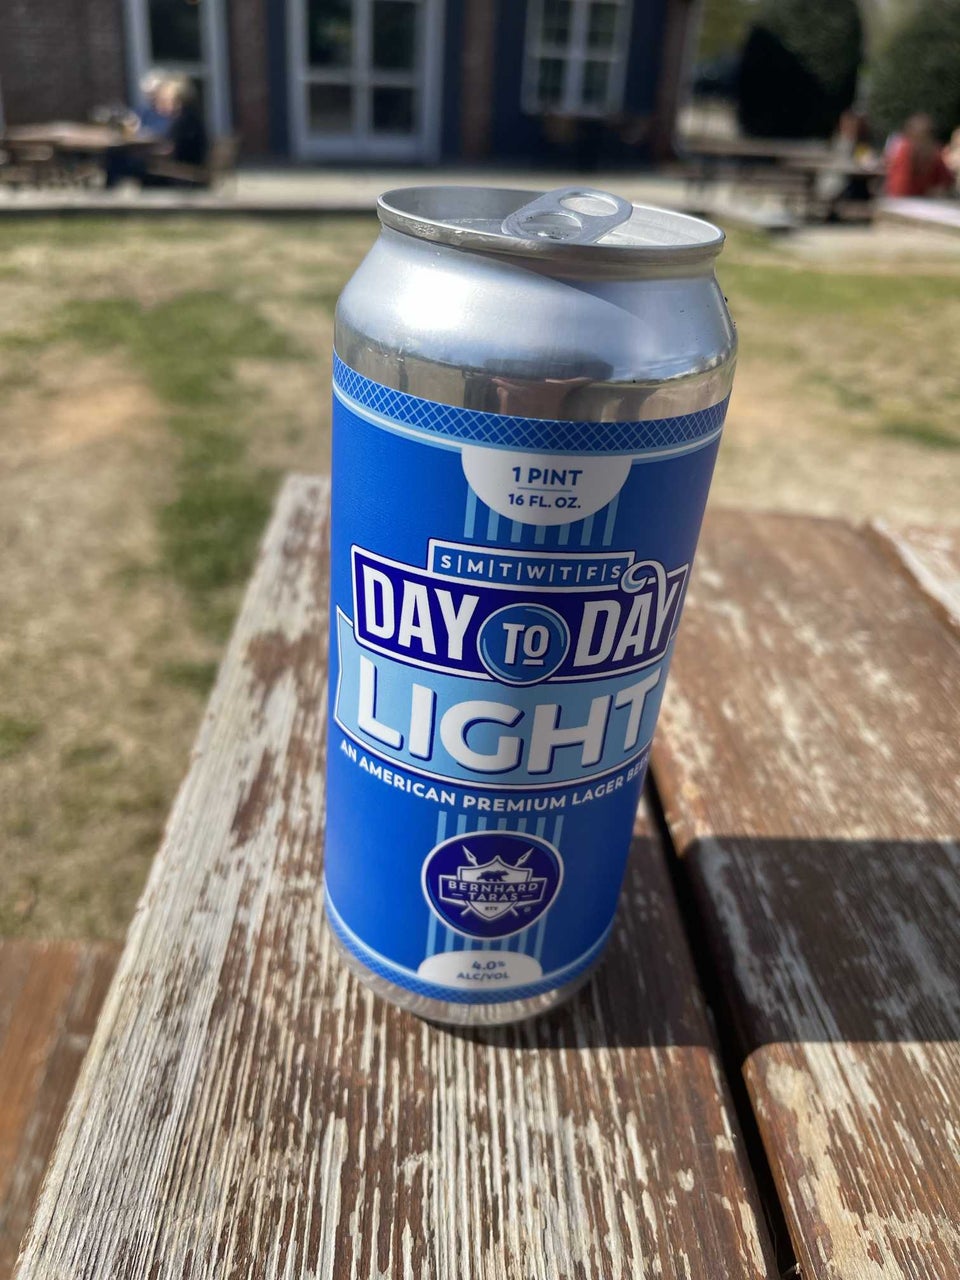 1 PINT
16 FL. OZ.
S|M|T|W|T|F|S
DAY TO DAY
LIGHT
AN AMERICAN PREMIUM LAGER BEER
BERNHARD
TARAS
4.0%
ALC/VOL